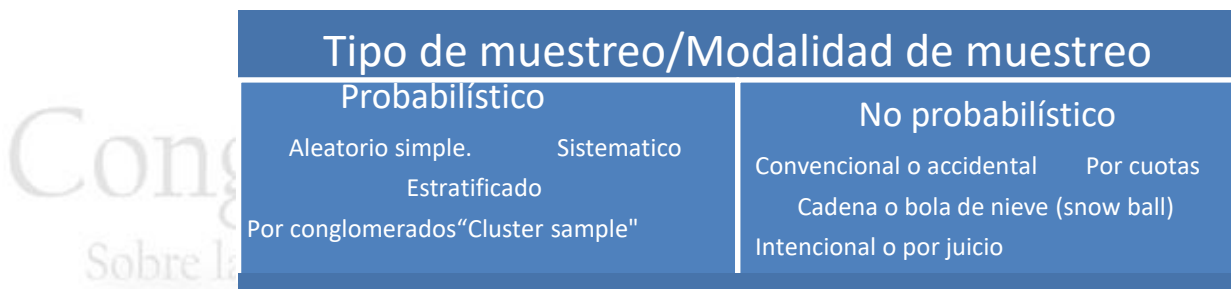 Tipo de muestreo/Modalidad de muestreo
Probabilístico
Aleatorio simple. Sistematico
Estratificado
Por conglomerados“Cluster sample"
No probabilístico
Convencional o accidental Por cuotas
Cadena o bola de nieve (snow ball)
Intencional o por juicio
Cong
Sobre la